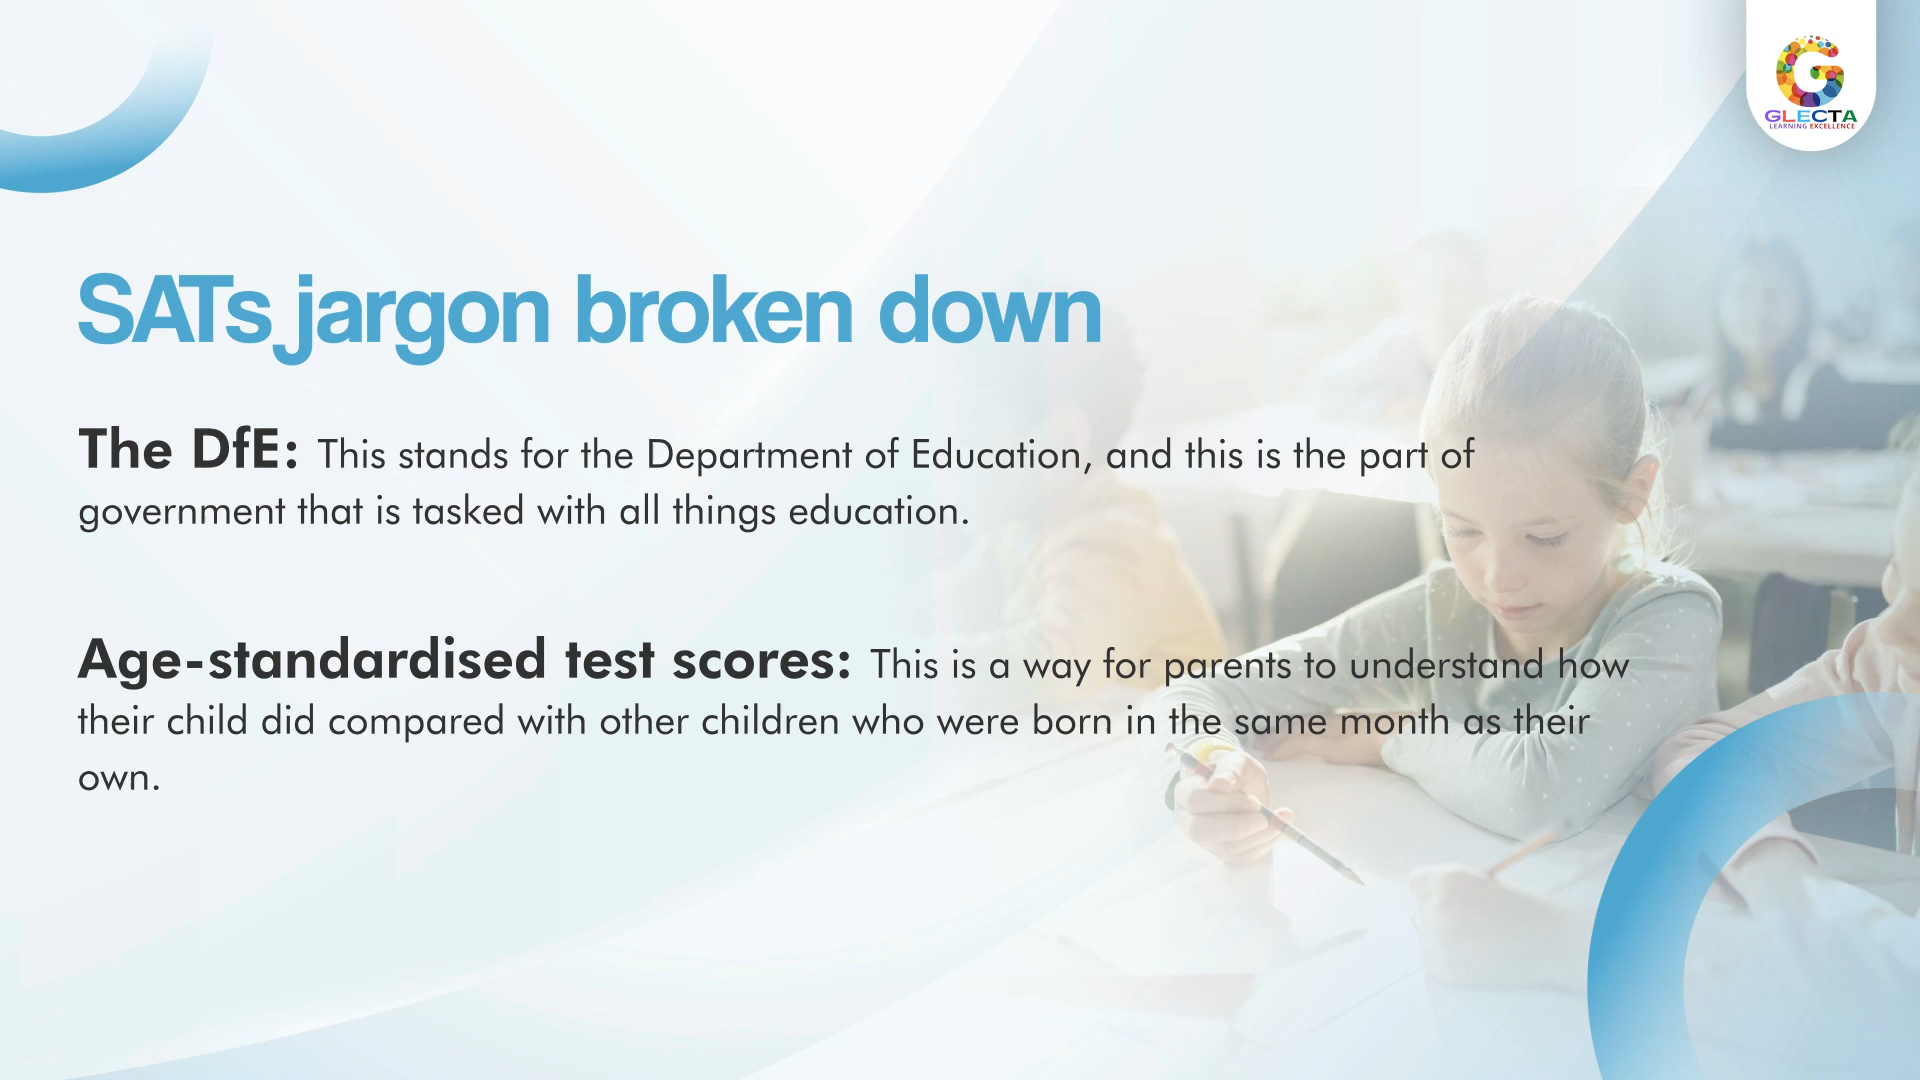 GLECTA
LEARNING EXCELLENCE
SATs jargon broken down
The DfE: This stands for the Department of Education, and this is the part of
government that is tasked with all things education.
Age-standardised test scores: This is a way for parents to understand how
their child did compared with other children who were born in the same month as their
own.